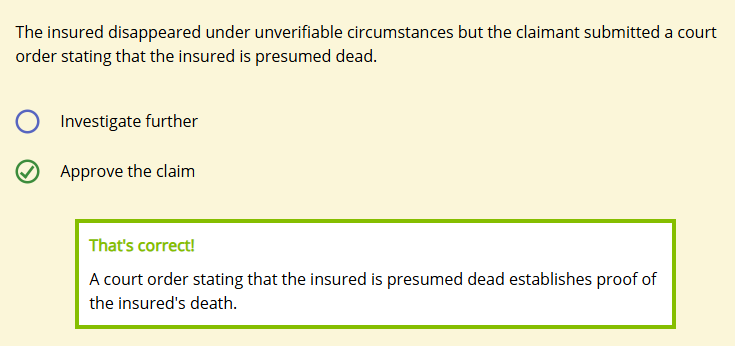 The insured disappeared under unverifiable circumstances but the claimant submitted a court
order stating that the insured is presumed dead.
Investigate further
Approve the claim
That's correct!
A court order stating that the insured is presumed dead establishes proof of
the insured's death.